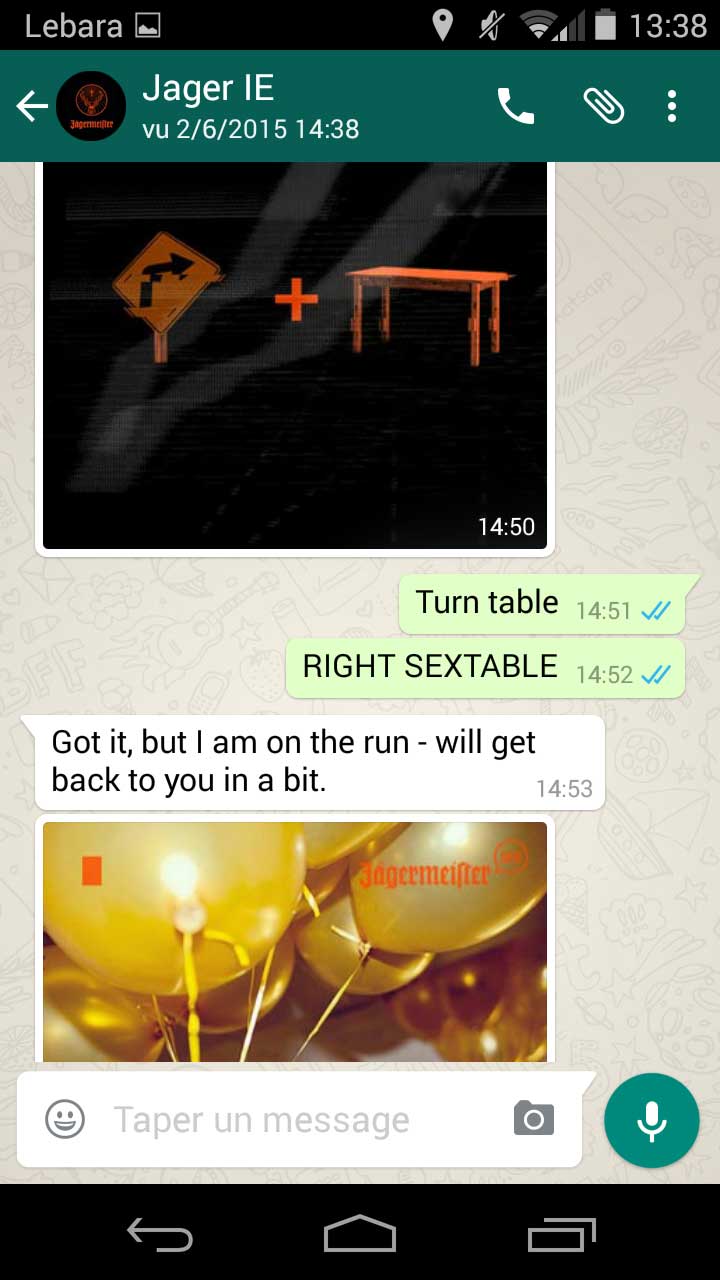 Lebara
13:38
Jager IE
Jägermeister
vu 2/6/2015 14:38
14:50
Turn table 14:51
RIGHT SEXTABLE 14:52
Got it, but I am on the run - will get
back to you in a bit.
14:53
Jägermeister
Taper un message